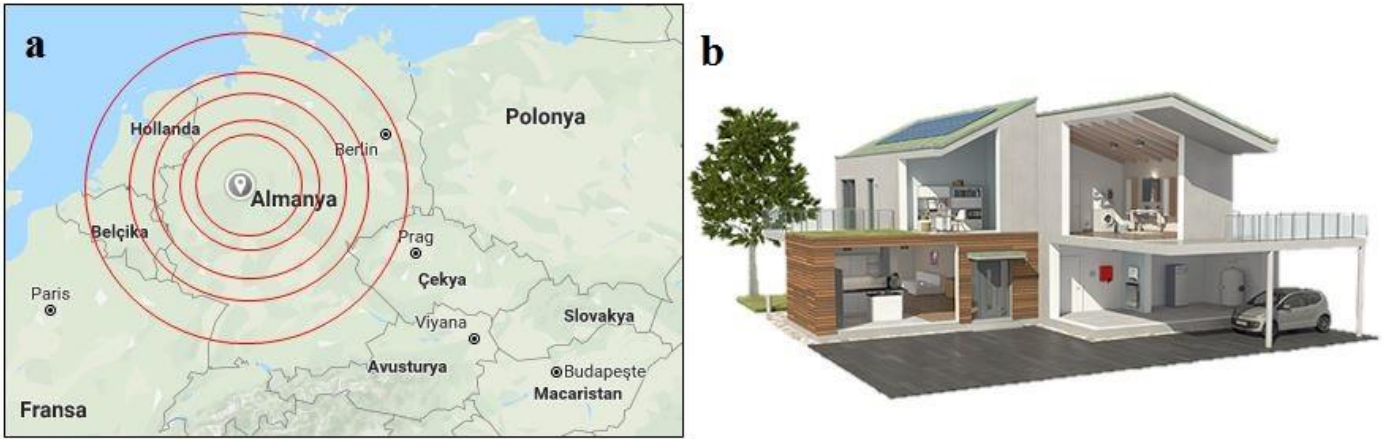 a
b
Hollanda
Polonya
Berlin
Almanya
Belçika
Prag
Çekya
Paris
Viyana
Slovakya
Avusturya
Budapeşte
Macaristan
Fransa